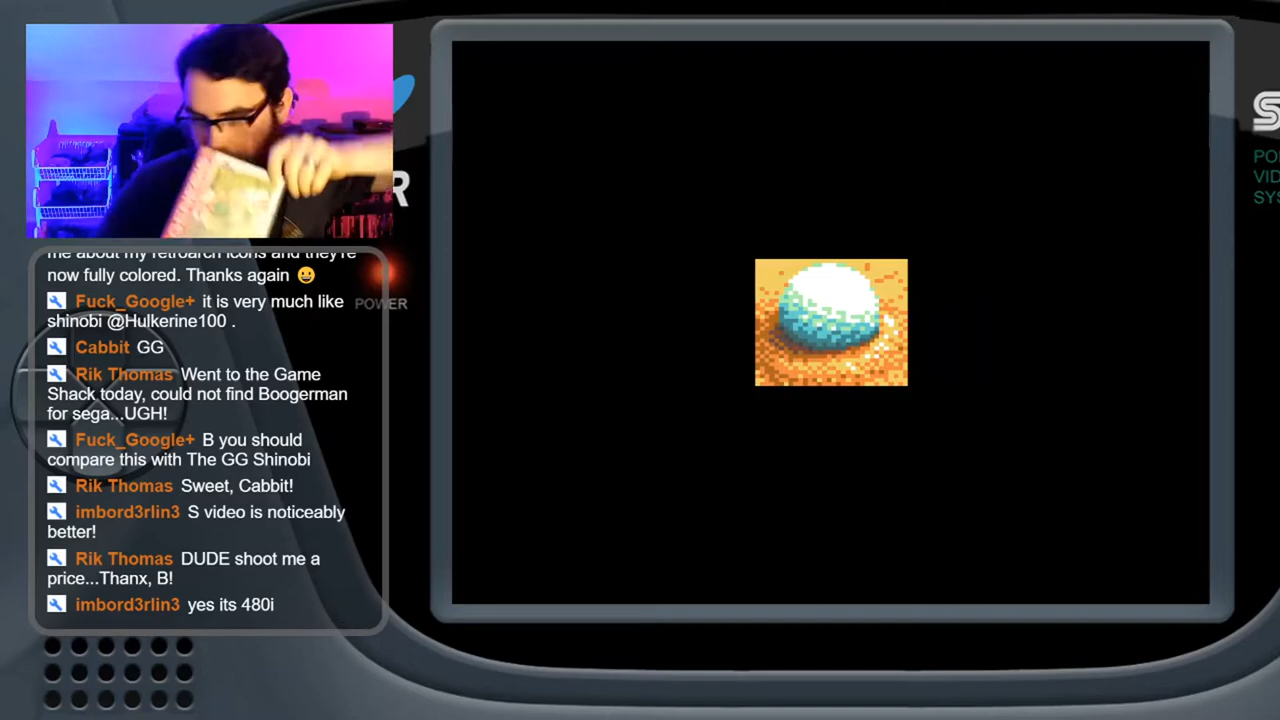 me about my retroarch icons and they're
now fully colored. Thanks again 😀
Fuck_Google+ it is very much like
shinobi @Hulkerine100 .
Cabbit GG
Rik Thomas Went to the Game
Shack today, could not find Boogerman
for sega...UGH!
Fuck_Google+ B you should
compare this with The GG Shinobi
Rik Thomas Sweet, Cabbit!
imbord3rlin3 S video is noticeably
better!
Rik Thomas DUDE shoot me a
price...Thanx, B!
imbord3rlin3 yes its 480i
R
POWER
S
PO
VID
SYS